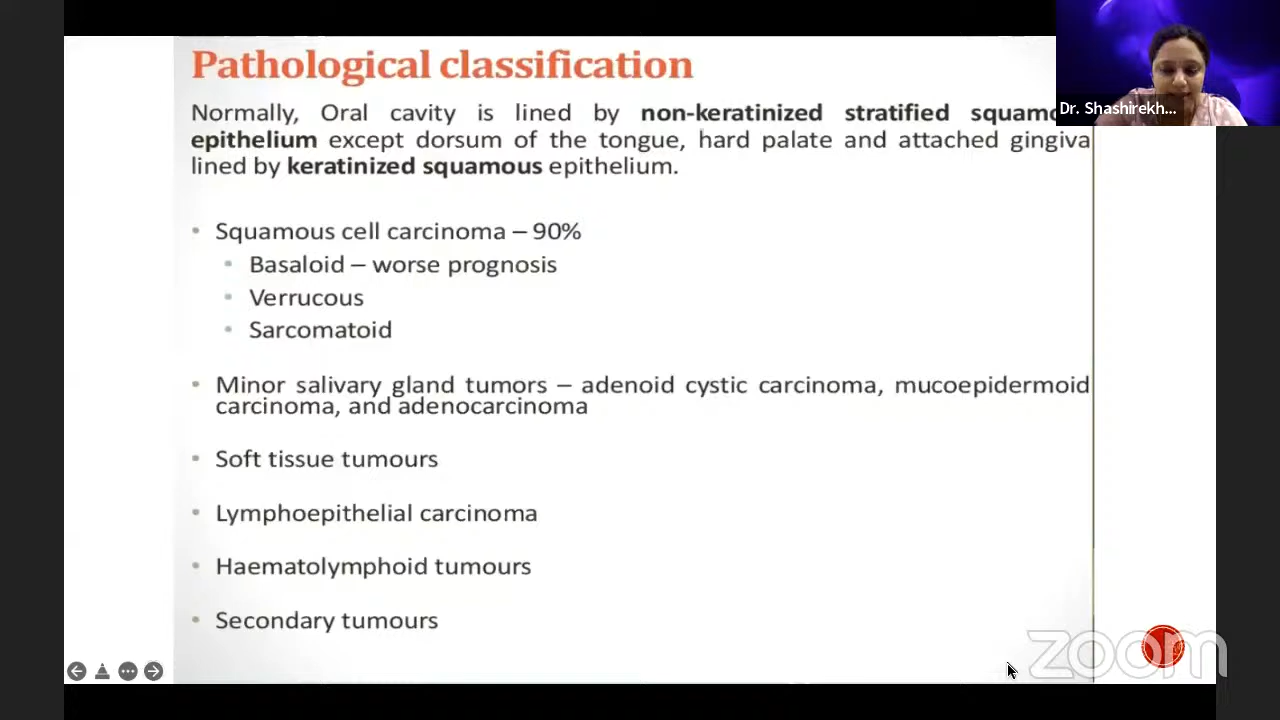 Pathological classification
Dr. Shashirekh...
Normally, Oral cavity is lined by non-keratinized stratified squamo
epithelium except dorsum of the tongue, hard palate and attached gingiva
lined by keratinized squamous epithelium.
• Squamous cell carcinoma – 90%
• Basaloid – worse prognosis
• Verrucous
• Sarcomatoid
• Minor salivary gland tumors – adenoid cystic carcinoma, mucoepidermoid
carcinoma, and adenocarcinoma
• Soft tissue tumours
• Lymphoepithelial carcinoma
• Haematolymphoid tumours
• Secondary tumours
zoom